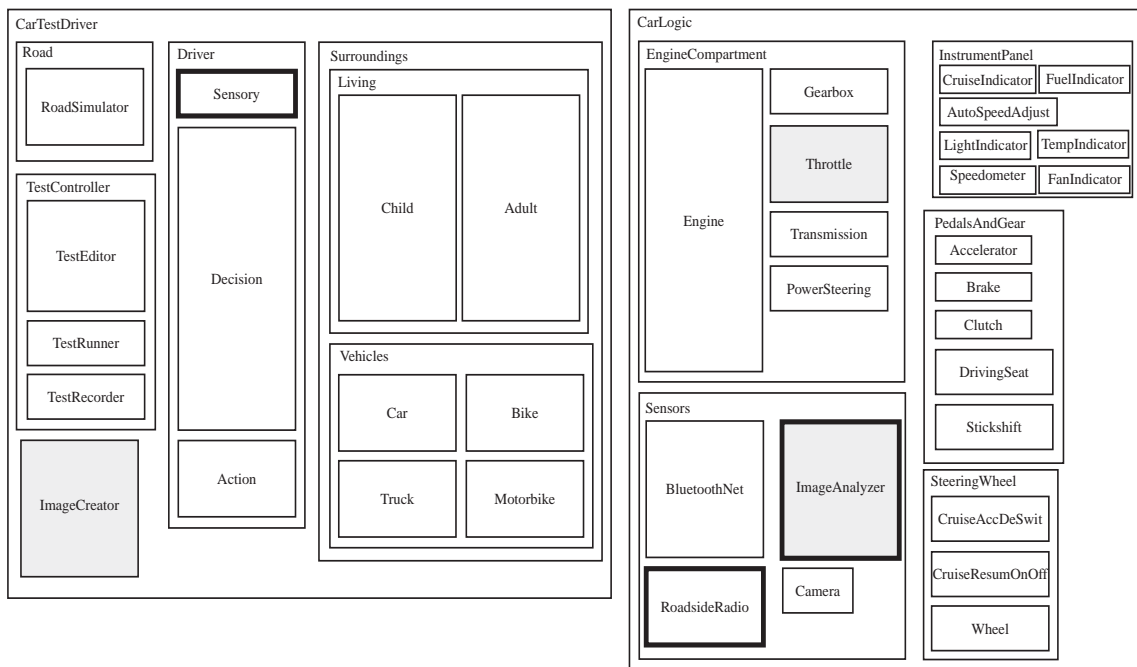 CarTestDriver
Road
RoadSimulator
TestController
TestEditor
TestRunner
TestRecorder
ImageCreator
Driver
Sensory
Decision
Action
Surroundings
Living
Child
Adult
Vehicles
Car
Bike
Truck
Motorbike
CarLogic
EngineCompartment
Engine
Gearbox
Throttle
Transmission
PowerSteering
Sensors
BluetoothNet
ImageAnalyzer
RoadsideRadio
Camera
InstrumentPanel
CruiseIndicator
FuelIndicator
AutoSpeedAdjust
LightIndicator
TempIndicator
Speedometer
FanIndicator
PedalsAndGear
Accelerator
Brake
Clutch
DrivingSeat
Stickshift
SteeringWheel
CruiseAccDeSwit
CruiseResumOnOff
Wheel